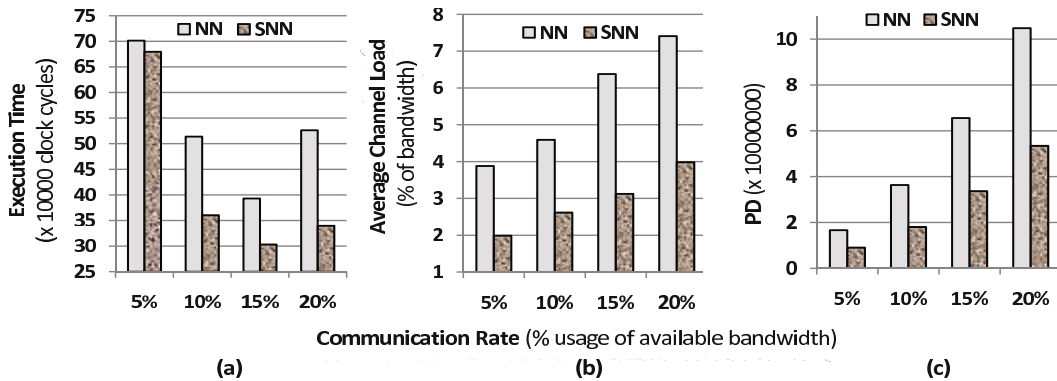 Execution Time
(x 10000 clock cycles)
75
70
65
60
55
50
45
40
35
30
25
NN SNN
5% 10% 15% 20%
Average Channel Load
(% of bandwidth)
8
7
6
5
4
3
2
1
NN SNN
5% 10% 15% 20%
PD (x 10000000)
10
8
6
4
2
0
NN SNN
5% 10% 15% 20%
Communication Rate (% usage of available bandwidth)
(a) (b) (c)